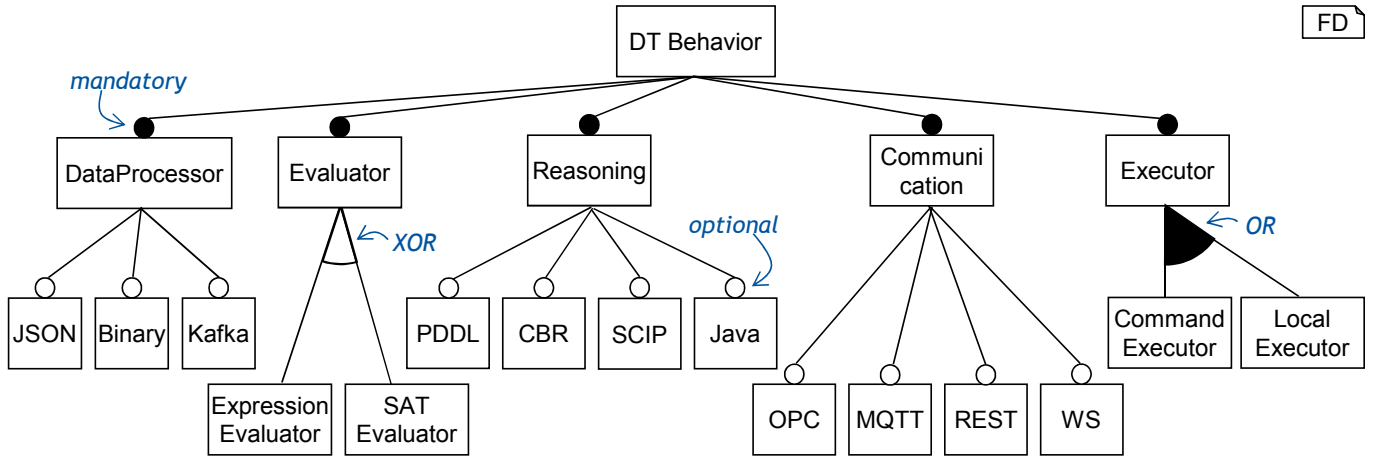 DT Behavior
FD
mandatory
DataProcessor
Evaluator
Reasoning
Communi
cation
Executor
XOR
optional
OR
JSON
Binary
Kafka
PDDL
CBR
SCIP
Java
Command
Executor
Local
Executor
Expression
Evaluator
SAT
Evaluator
OPC
MQTT
REST
WS